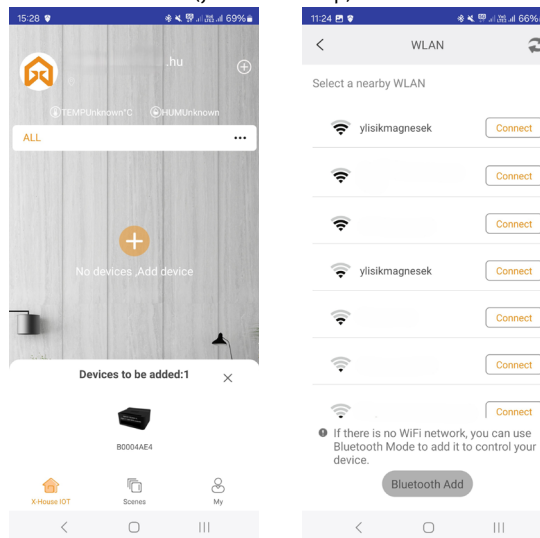 15:28
69%
.hu
TEMPUnknown°C
HUMUnknown
ALL
No devices ,Add device
Devices to be added:1
B0004AE4
X-House IOT
Scenes
My
11:24
66%
WLAN
Select a nearby WLAN
ylisikmagnesek
Connect
Connect
Connect
ylisikmagnesek
Connect
Connect
Connect
Connect
If there is no WiFi network, you can use
Bluetooth Mode to add it to control your
device.
Bluetooth Add